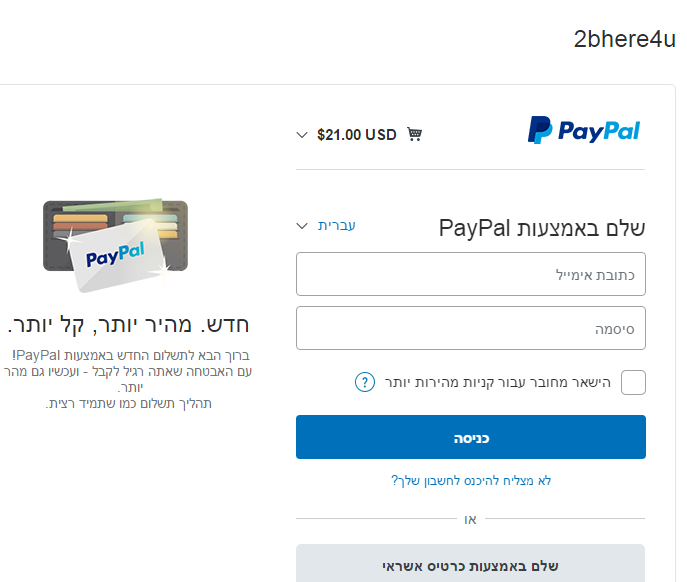 2bhere4u
PayPal
$21.00 USD
שלם באמצעות PayPal
עברית
כתובת אימייל
סיסמה
הישאר מחובר עבור קניות מהירות יותר
?
כניסה
לא מצליח להיכנס לחשבון שלך?
או
שלם באמצעות כרטיס אשראי
PayPal
חדש. מהיר יותר, קל יותר.
ברוך הבא לתשלום החדש באמצעות PayPal!
עם האבטחה שאתה רגיל לקבל - ועכשיו גם מהר
יותר.
תהליך תשלום כמו שתמיד רצית.